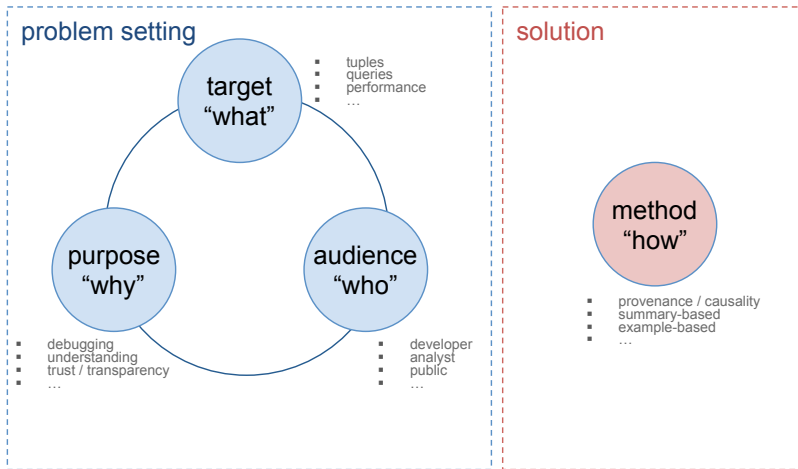 problem setting
target
“what”
▪ tuples
▪ queries
▪ performance
▪ …
purpose
“why”
▪ debugging
▪ understanding
▪ trust / transparency
▪ …
audience
“who”
▪ developer
▪ analyst
▪ public
▪ …
solution
method
“how”
▪ provenance / causality
▪ summary-based
▪ example-based
▪ …